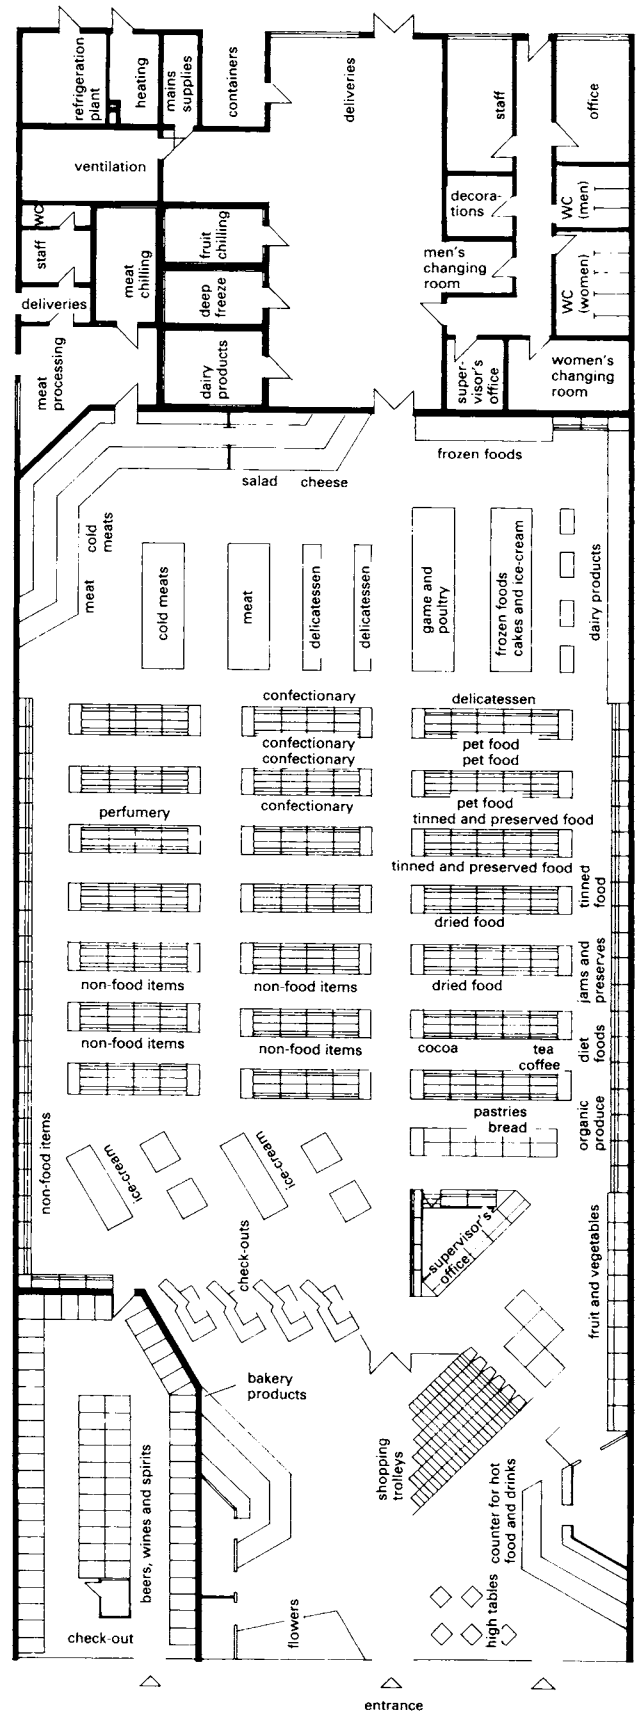 refrigeration
plant
heating
mains
supplies
containers
deliveries
staff
office
ventilation
WC
staff
deliveries
meat
chilling
fruit
chilling
deep
freeze
dairy
products
meat
processing
decora-
tions
WC
(men)
men's
changing
room
WC
(women)
super-
visor's
office
women's
changing
room
frozen foods
salad
cheese
cold
meats
meat
cold meats
meat
delicatessen
delicatessen
game and
poultry
frozen foods
cakes and ice-cream
dairy products
confectionary
delicatessen
confectionary
pet food
confectionary
pet food
perfumery
confectionary
pet food
tinned and preserved food
tinned and preserved food
tinned
food
dried food
non-food items
non-food items
dried food
jams and
preserves
non-food items
non-food items
cocoa
tea
coffee
diet
foods
pastries
bread
organic
produce
non-food items
ice-cream
ice-cream
check-outs
supervisor's
office
fruit and vegetables
bakery
products
shopping
trolleys
counter for hot
food and drinks
beers, wines and spirits
check-out
flowers
high tables
entrance